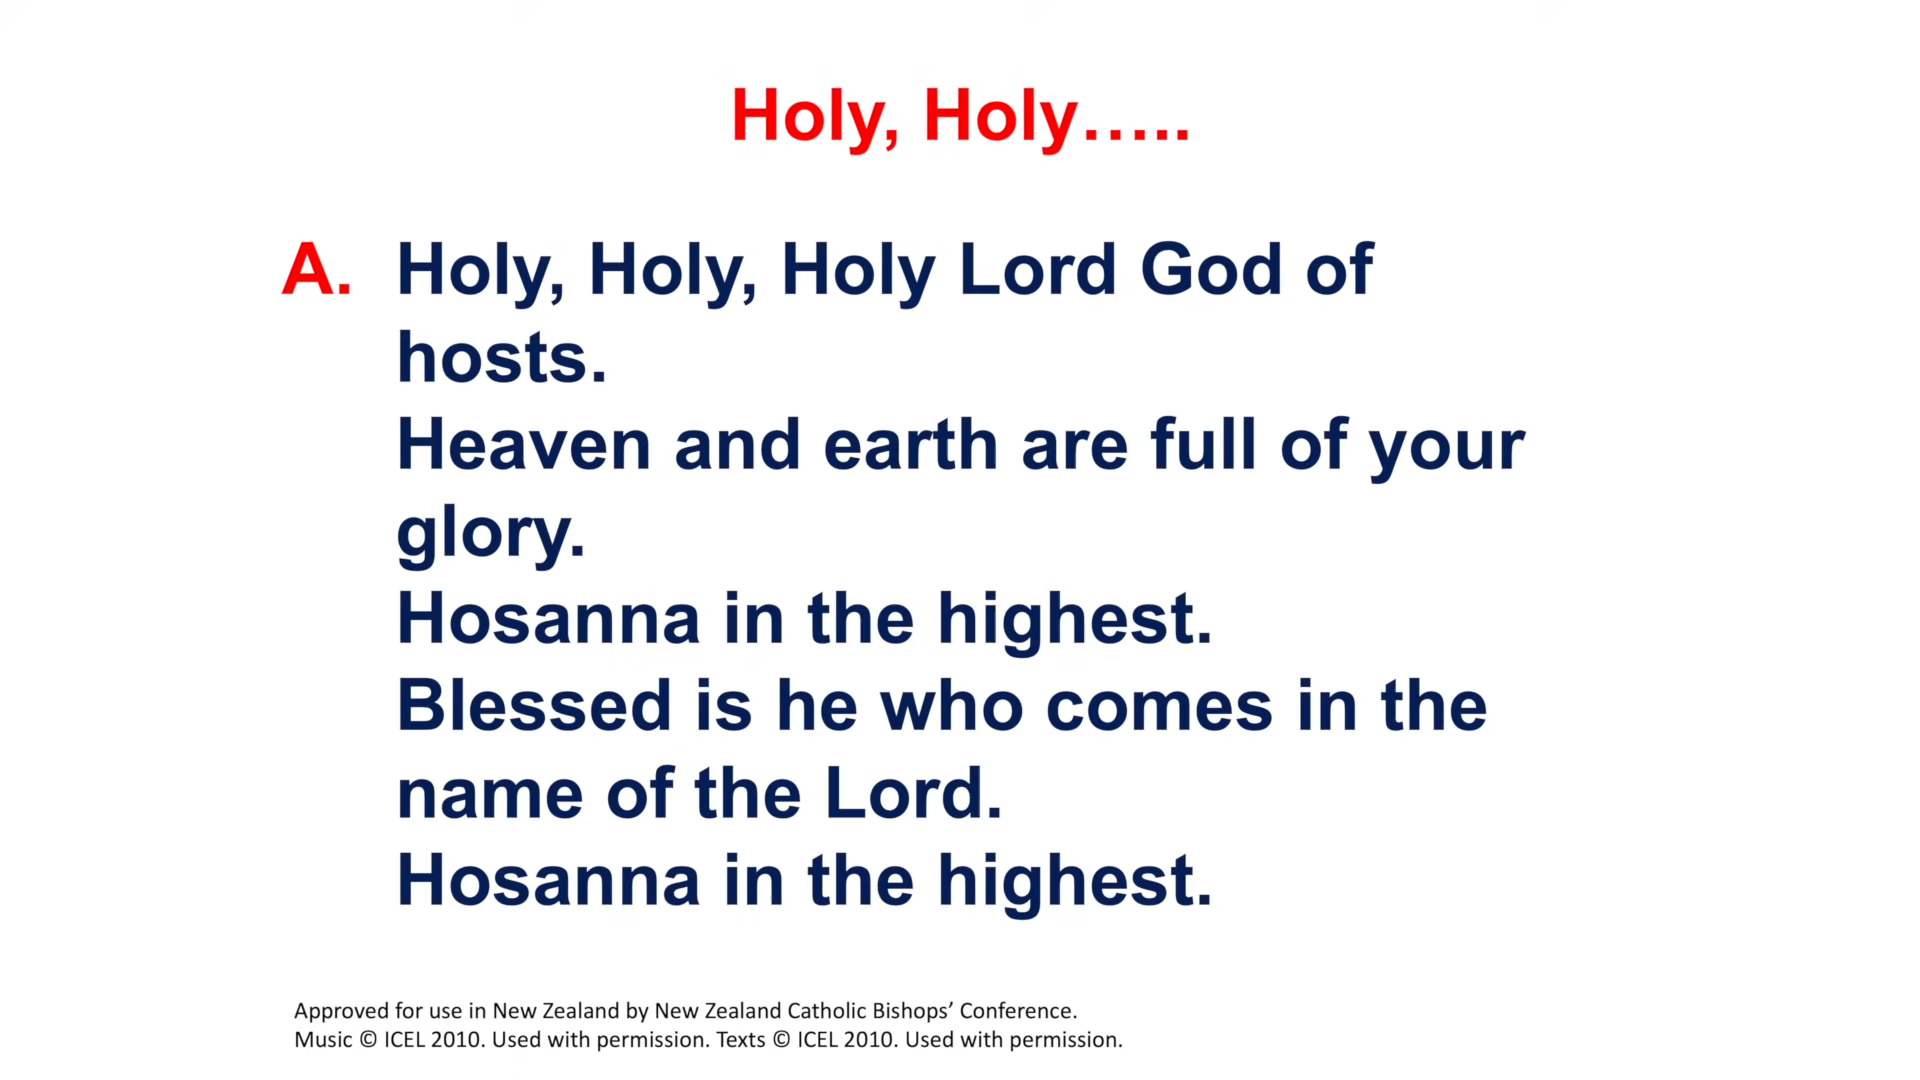 Holy, Holy…..
A. Holy, Holy, Holy Lord God of
hosts.
Heaven and earth are full of your
glory.
Hosanna in the highest.
Blessed is he who comes in the
name of the Lord.
Hosanna in the highest.
Approved for use in New Zealand by New Zealand Catholic Bishops’ Conference.
Music © ICEL 2010. Used with permission. Texts © ICEL 2010. Used with permission.